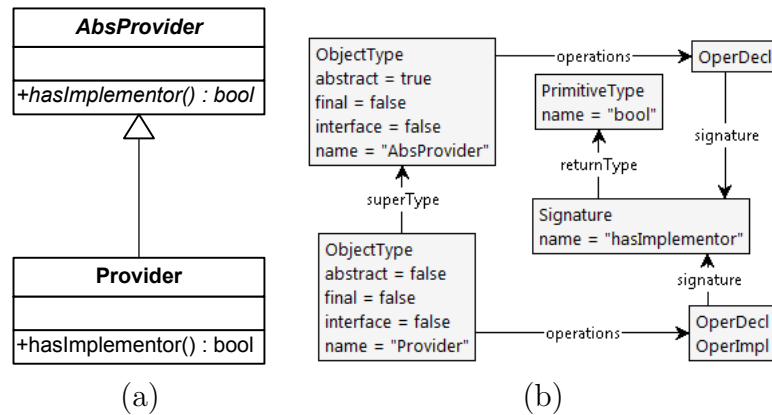 AbsProvider
+hasImplementor() : bool
Provider
+hasImplementor() : bool
(a)
ObjectType
abstract = true
final = false
interface = false
name = "AbsProvider"
operations
OperDecl
PrimitiveType
name = "bool"
signature
returnType
superType
Signature
name = "hasImplementor"
ObjectType
abstract = false
final = false
interface = false
name = "Provider"
signature
operations
OperDecl
OperImpl
(b)